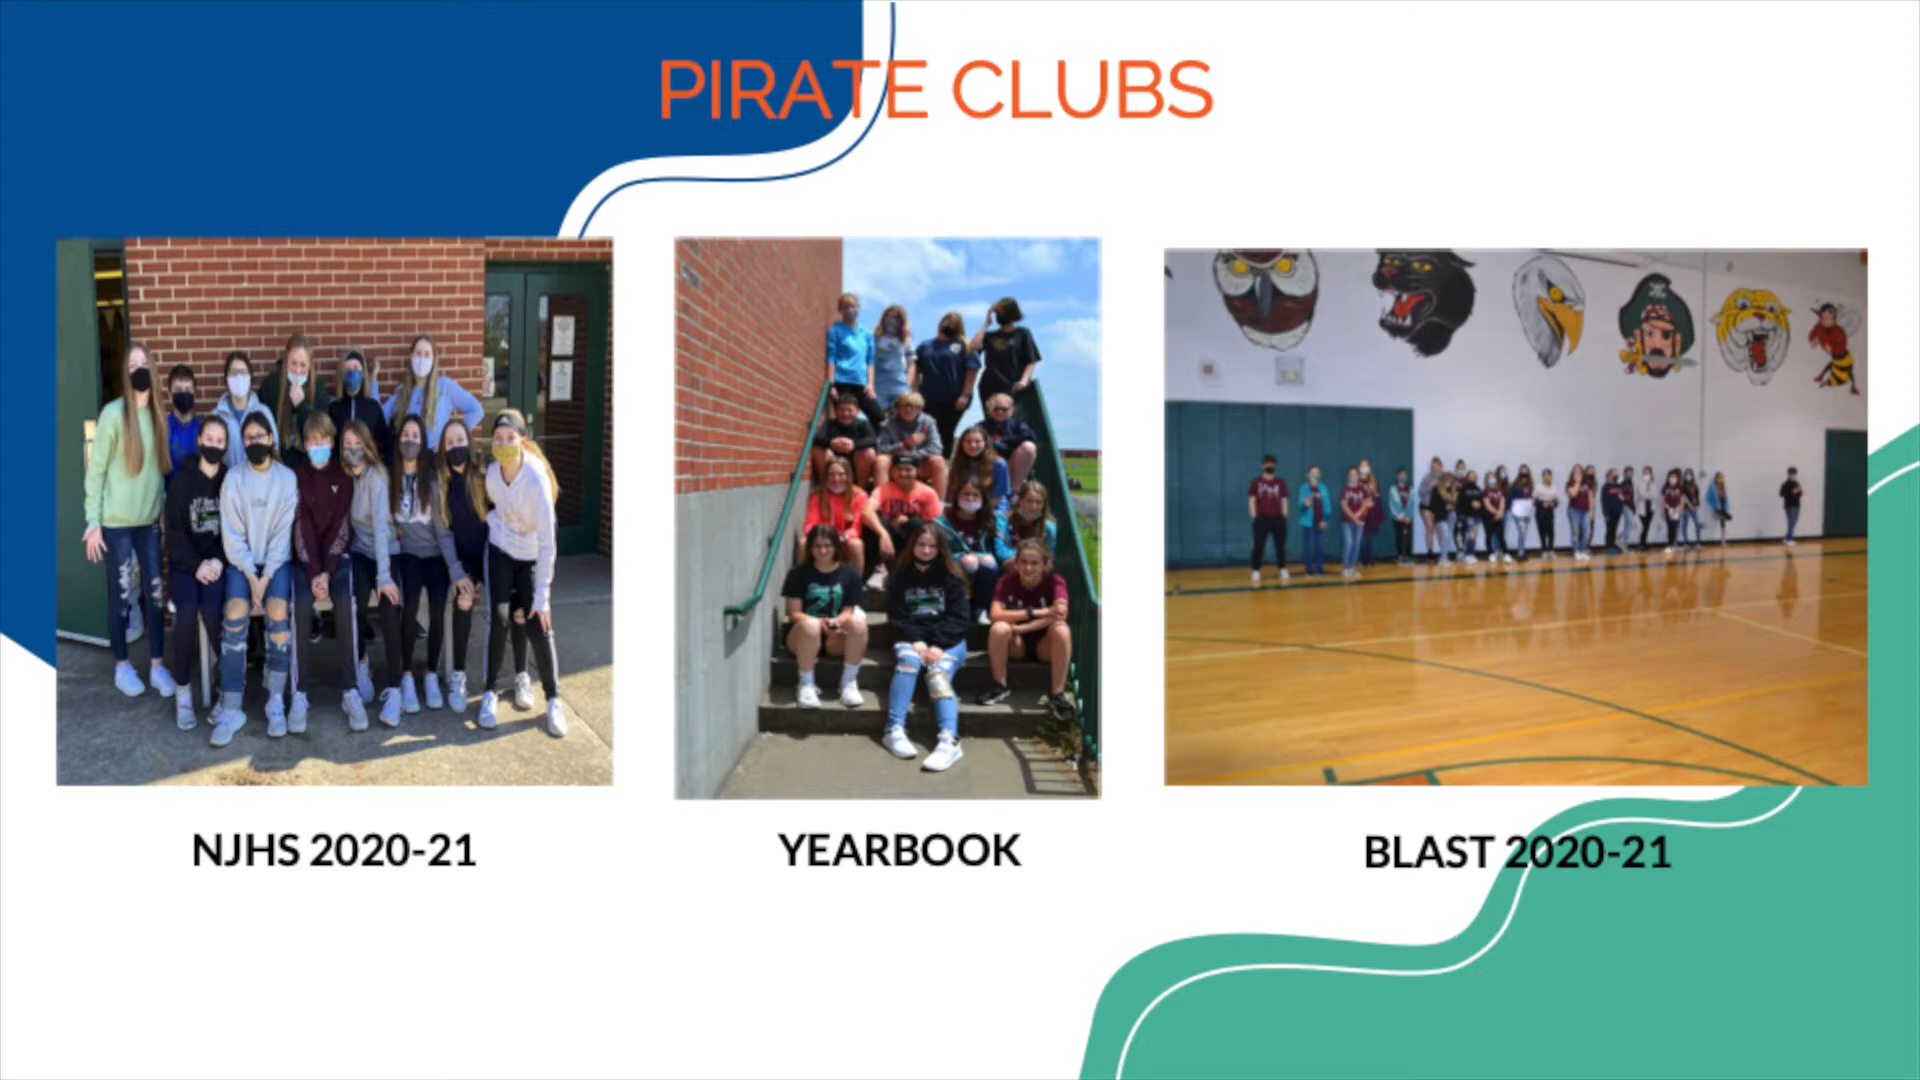 PIRATE CLUBS
NJHS 2020-21
YEARBOOK
BLAST 2020-21